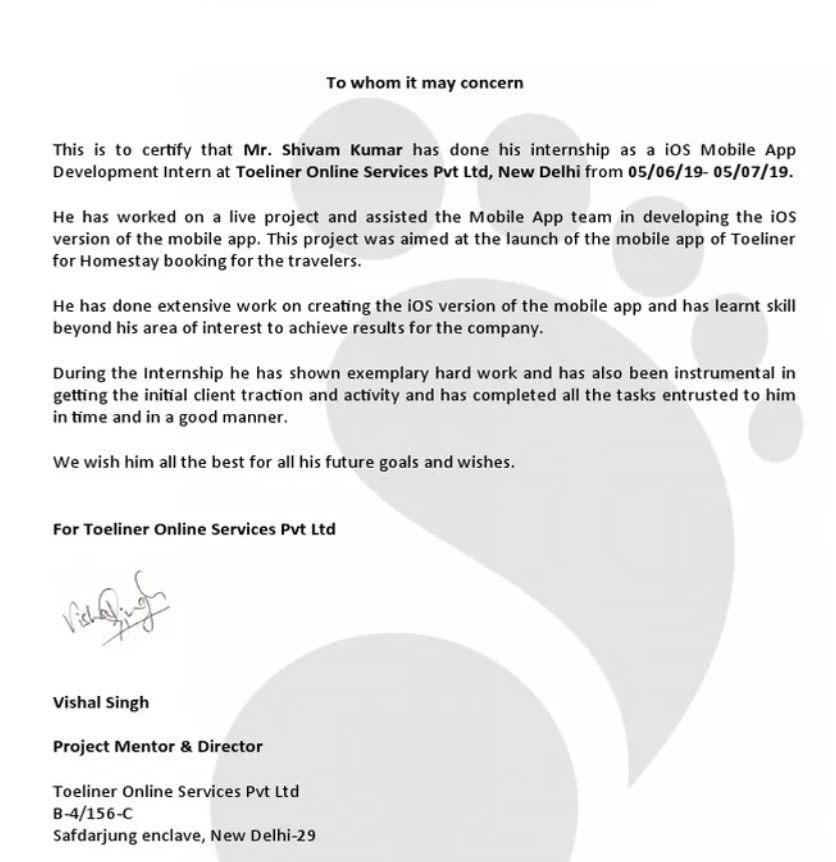 To whom it may concern
This is to certify that Mr. Shivam Kumar has done his internship as a iOS Mobile App
Development Intern at Toeliner Online Services Pvt Ltd, New Delhi from 05/06/19- 05/07/19.
He has worked on a live project and assisted the Mobile App team in developing the iOS
version of the mobile app. This project was aimed at the launch of the mobile app of Toeliner
for Homestay booking for the travelers.
He has done extensive work on creating the iOS version of the mobile app and has learnt skill
beyond his area of interest to achieve results for the company.
During the Internship he has shown exemplary hard work and has also been instrumental in
getting the initial client traction and activity and has completed all the tasks entrusted to him
in time and in a good manner.
We wish him all the best for all his future goals and wishes.
For Toeliner Online Services Pvt Ltd
Vishal Singh
Vishal Singh
Project Mentor & Director
Toeliner Online Services Pvt Ltd
B-4/156-C
Safdarjung enclave, New Delhi-29